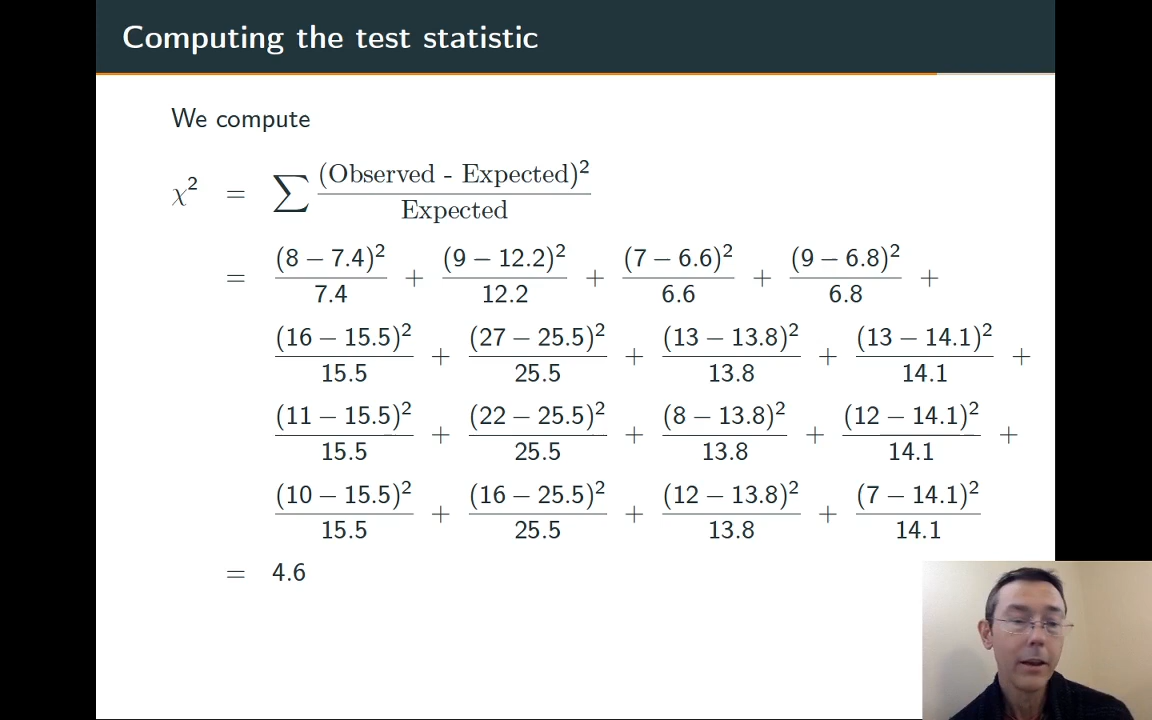 Computing the test statistic
We compute
χ² = ∑ (Observed - Expected)² / Expected
= (8 − 7.4)² / 7.4 + (9 − 12.2)² / 12.2 + (7 − 6.6)² / 6.6 + (9 − 6.8)² / 6.8 +
(16 − 15.5)² / 15.5 + (27 − 25.5)² / 25.5 + (13 − 13.8)² / 13.8 + (13 − 14.1)² / 14.1 +
(11 − 15.5)² / 15.5 + (22 − 25.5)² / 25.5 + (8 − 13.8)² / 13.8 + (12 − 14.1)² / 14.1 +
(10 − 15.5)² / 15.5 + (16 − 25.5)² / 25.5 + (12 − 13.8)² / 13.8 + (7 − 14.1)² / 14.1
= 4.6